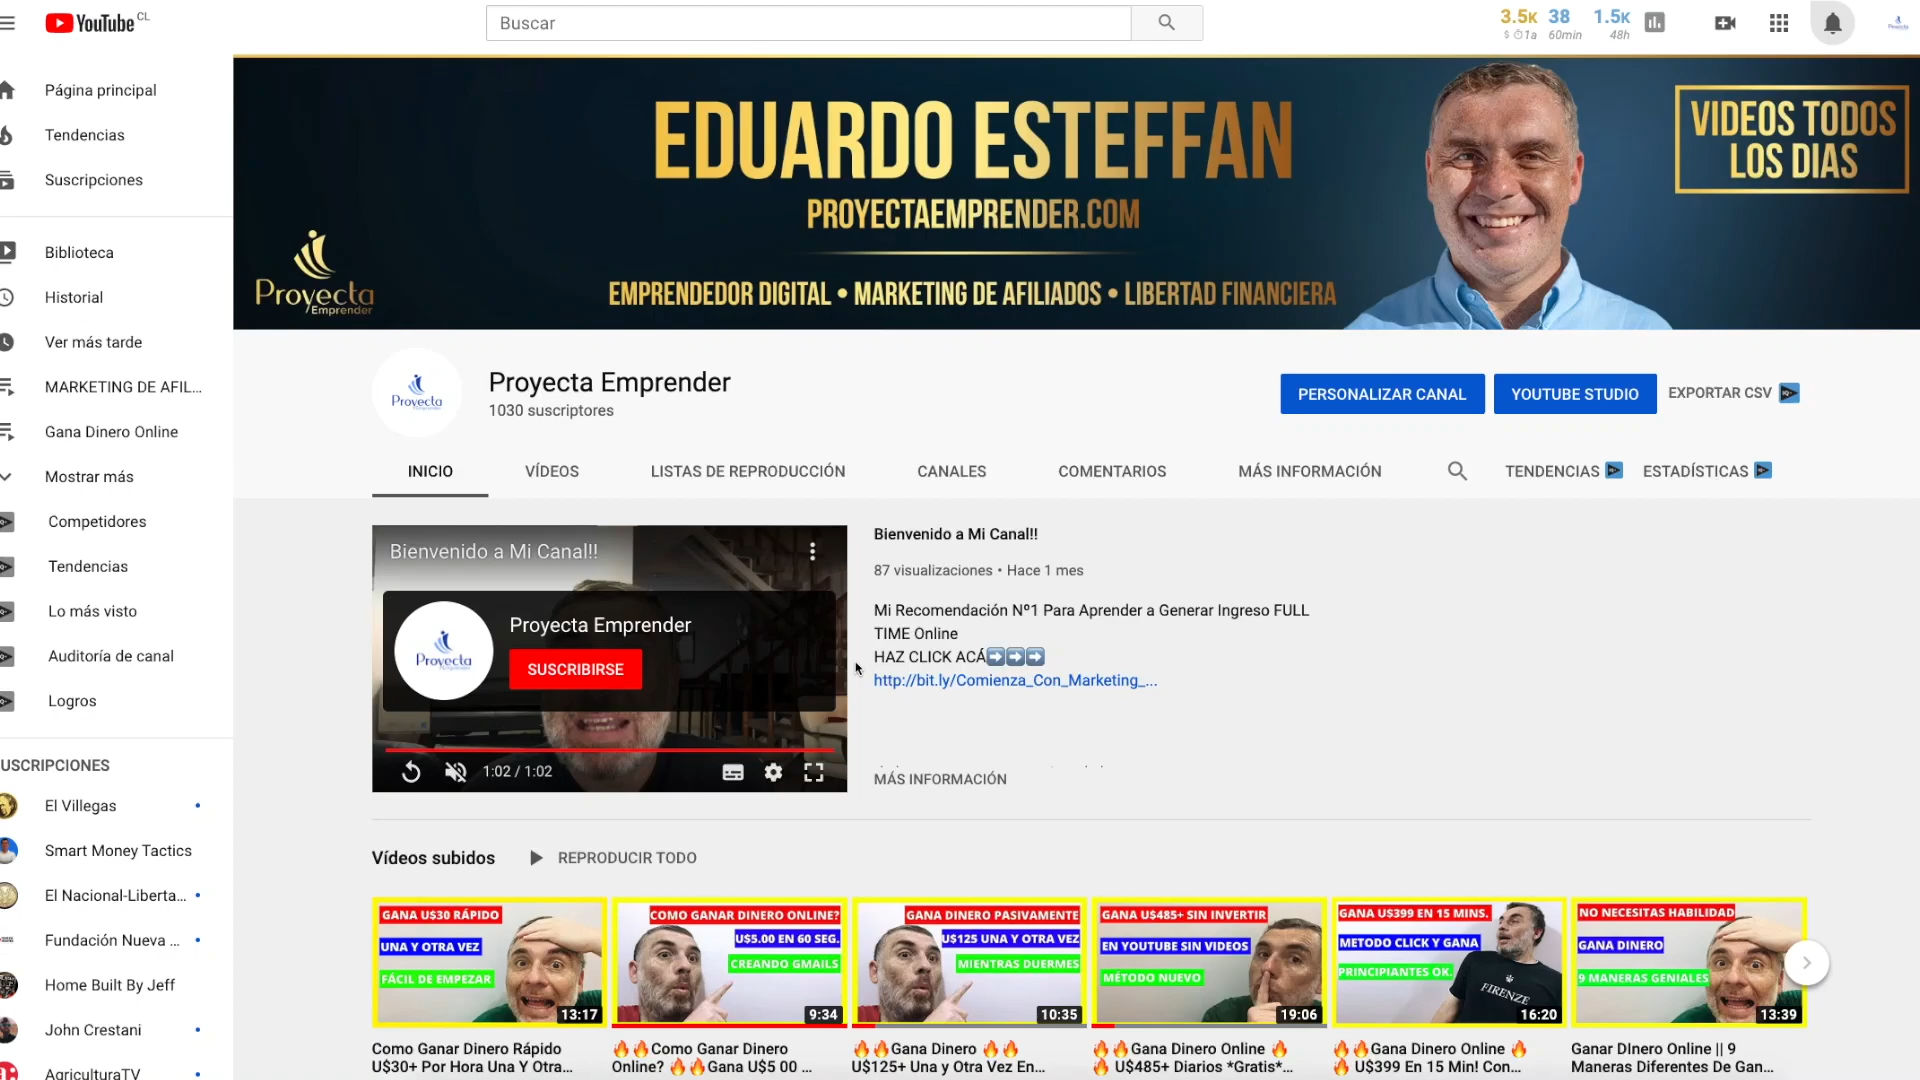 YouTube CL
Buscar
3.5K 38 1.5K
$ 1a 60min 48h
Página principal
Tendencias
Suscripciones
Biblioteca
Historial
Ver más tarde
MARKETING DE AFIL...
Gana Dinero Online
Mostrar más
Competidores
Tendencias
Lo más visto
Auditoría de canal
Logros
USCRIPCIONES
El Villegas
Smart Money Tactics
El Nacional-Liberta...
Fundación Nueva ...
Home Built By Jeff
John Crestani
AgriculturaTV
EDUARDO ESTEFFAN
PROYECTAEMPRENDER.COM
EMPRENDEDOR DIGITAL • MARKETING DE AFILIADOS • LIBERTAD FINANCIERA
VIDEOS TODOS
LOS DIAS
Proyecta
Emprender
Proyecta
Proyecta Emprender
1030 suscriptores
PERSONALIZAR CANAL
YOUTUBE STUDIO
EXPORTAR CSV
INICIO VÍDEOS LISTAS DE REPRODUCCIÓN CANALES COMENTARIOS MÁS INFORMACIÓN TENDENCIAS ESTADÍSTICAS
Bienvenido a Mi Canal!!
Proyecta
Proyecta Emprender
SUSCRIBIRSE
1:02 / 1:02
Bienvenido a Mi Canal!!
87 visualizaciones • Hace 1 mes
Mi Recomendación Nº1 Para Aprender a Generar Ingreso FULL
TIME Online
HAZ CLICK ACÁ➡️➡️➡️
http://bit.ly/Comienza_Con_Marketing_...
MÁS INFORMACIÓN
Vídeos subidos
REPRODUCIR TODO
GANA U$30 RÁPIDO
UNA Y OTRA VEZ
FÁCIL DE EMPEZAR
13:17
Como Ganar Dinero Rápido
U$30+ Por Hora Una Y Otra...
COMO GANAR DINERO ONLINE?
U$5.00 EN 60 SEG.
CREANDO GMAILS
9:34
🔥🔥Como Ganar Dinero
Online? 🔥🔥Gana U$5 00 ...
GANA DINERO PASIVAMENTE
U$125 UNA Y OTRA VEZ
MIENTRAS DUERMES
10:35
🔥🔥Gana Dinero 🔥🔥
U$125+ Una y Otra Vez En...
GANA U$485+ SIN INVERTIR
EN YOUTUBE SIN VIDEOS
MÉTODO NUEVO
19:06
🔥🔥Gana Dinero Online 🔥
🔥 U$485+ Diarios *Gratis*...
GANA U$399 EN 15 MINS.
METODO CLICK Y GANA
PRINCIPIANTES OK.
FIRENZE
16:20
🔥🔥Gana Dinero Online 🔥
🔥 U$399 En 15 Min! Con...
NO NECESITAS HABILIDAD
GANA DINERO
9 MANERAS GENIALES
13:39
Ganar DInero Online || 9
Maneras Diferentes De Gan...